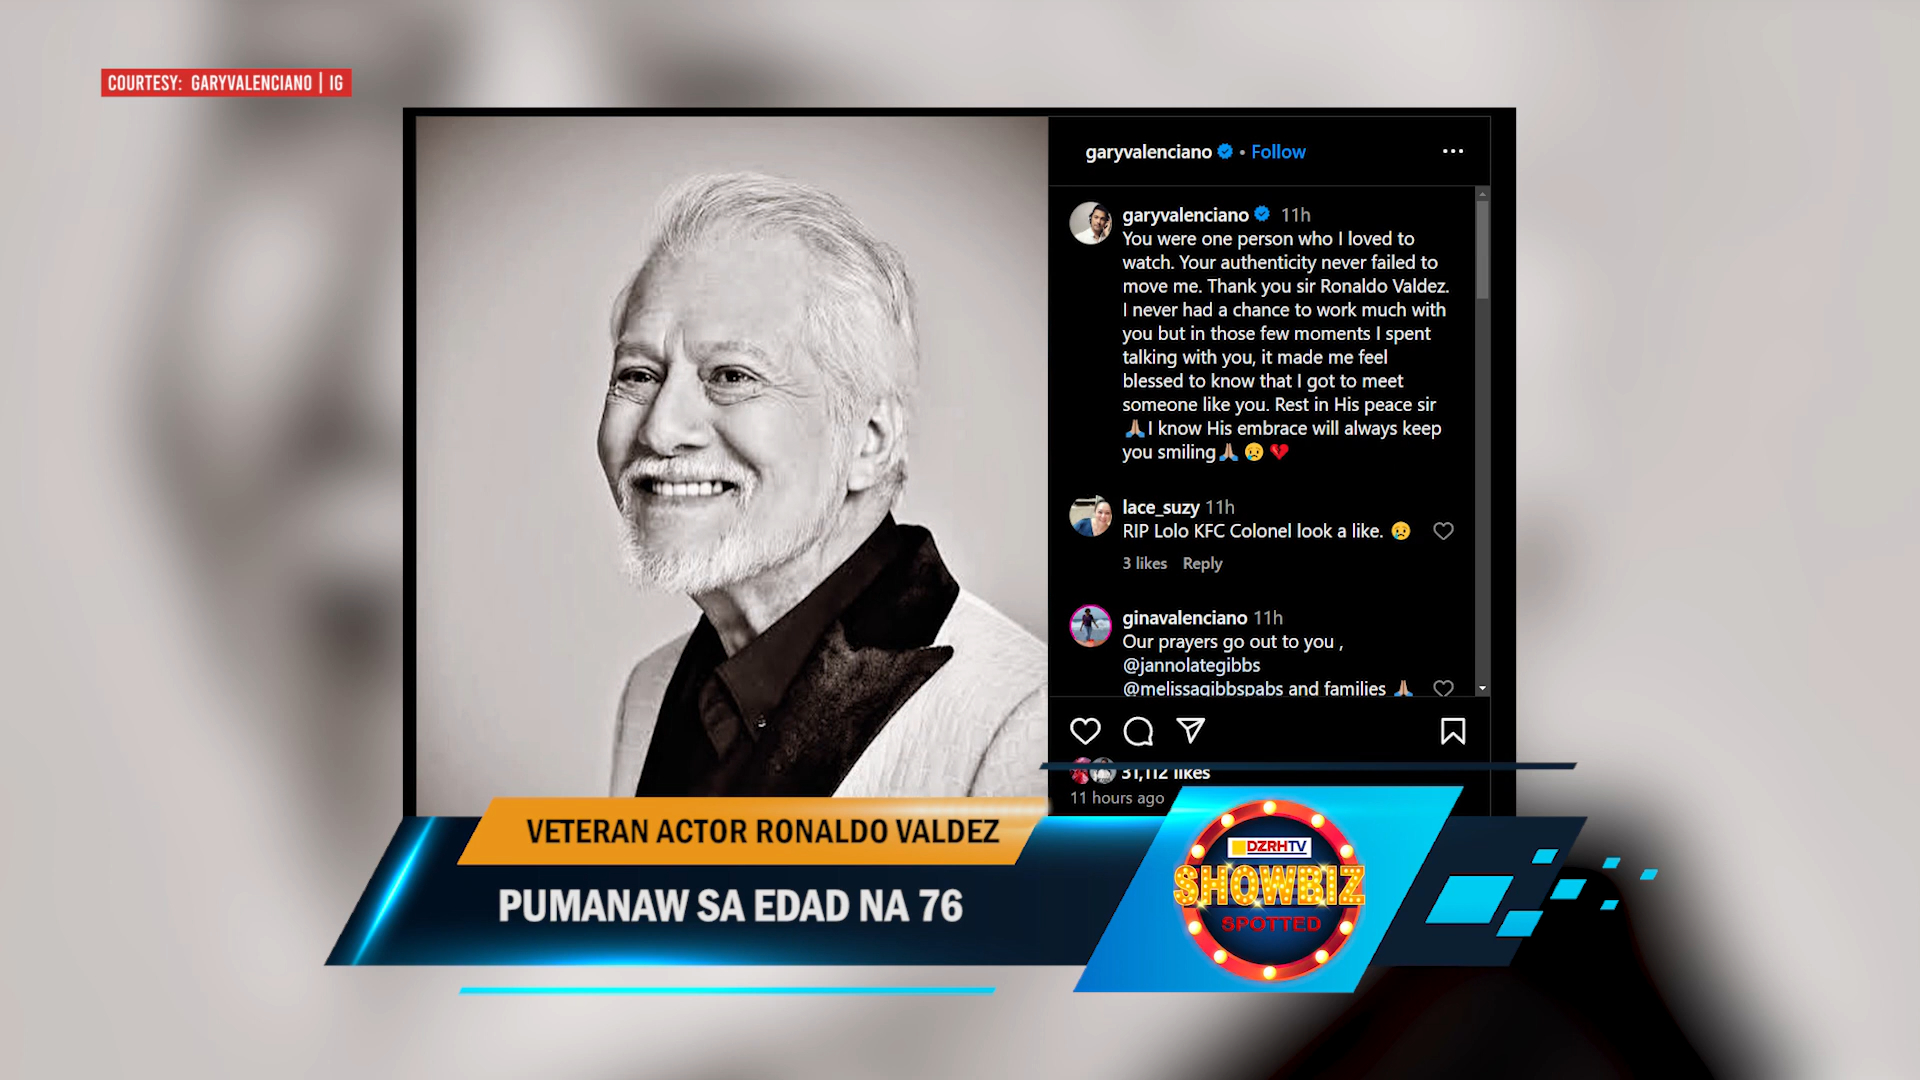 COURTESY: GARYVALENCIANO | IG
garyvalenciano • Follow
garyvalenciano 11h
You were one person who I loved to
watch. Your authenticity never failed to
move me. Thank you sir Ronaldo Valdez.
I never had a chance to work much with
you but in those few moments I spent
talking with you, it made me feel
blessed to know that I got to meet
someone like you. Rest in His peace sir
🙏🏼I know His embrace will always keep
you smiling🙏🏼 😥 💔
lace_suzy 11h
RIP Lolo KFC Colonel look a like. 😥
3 likes Reply
ginavalenciano 11h
Our prayers go out to you ,
@jannolategibbs
@melissagibbspabs and families 🙏🏼
31,112 likes
11 hours ago
VETERAN ACTOR RONALDO VALDEZ
PUMANAW SA EDAD NA 76
DZRHTV
SHOWBIZ
SPOTTED